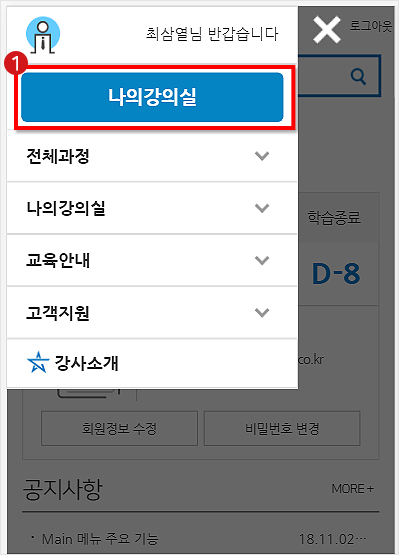 최삼열님 반갑습니다
로그아웃
1
나의강의실
전체과정
나의강의실
학습종료
교육안내
D-8
고객지원
co.kr
강사소개
회원정보 수정
비밀번호 변경
공지사항
MORE +
· Main 메뉴 주요 기능
18.11.02⋯